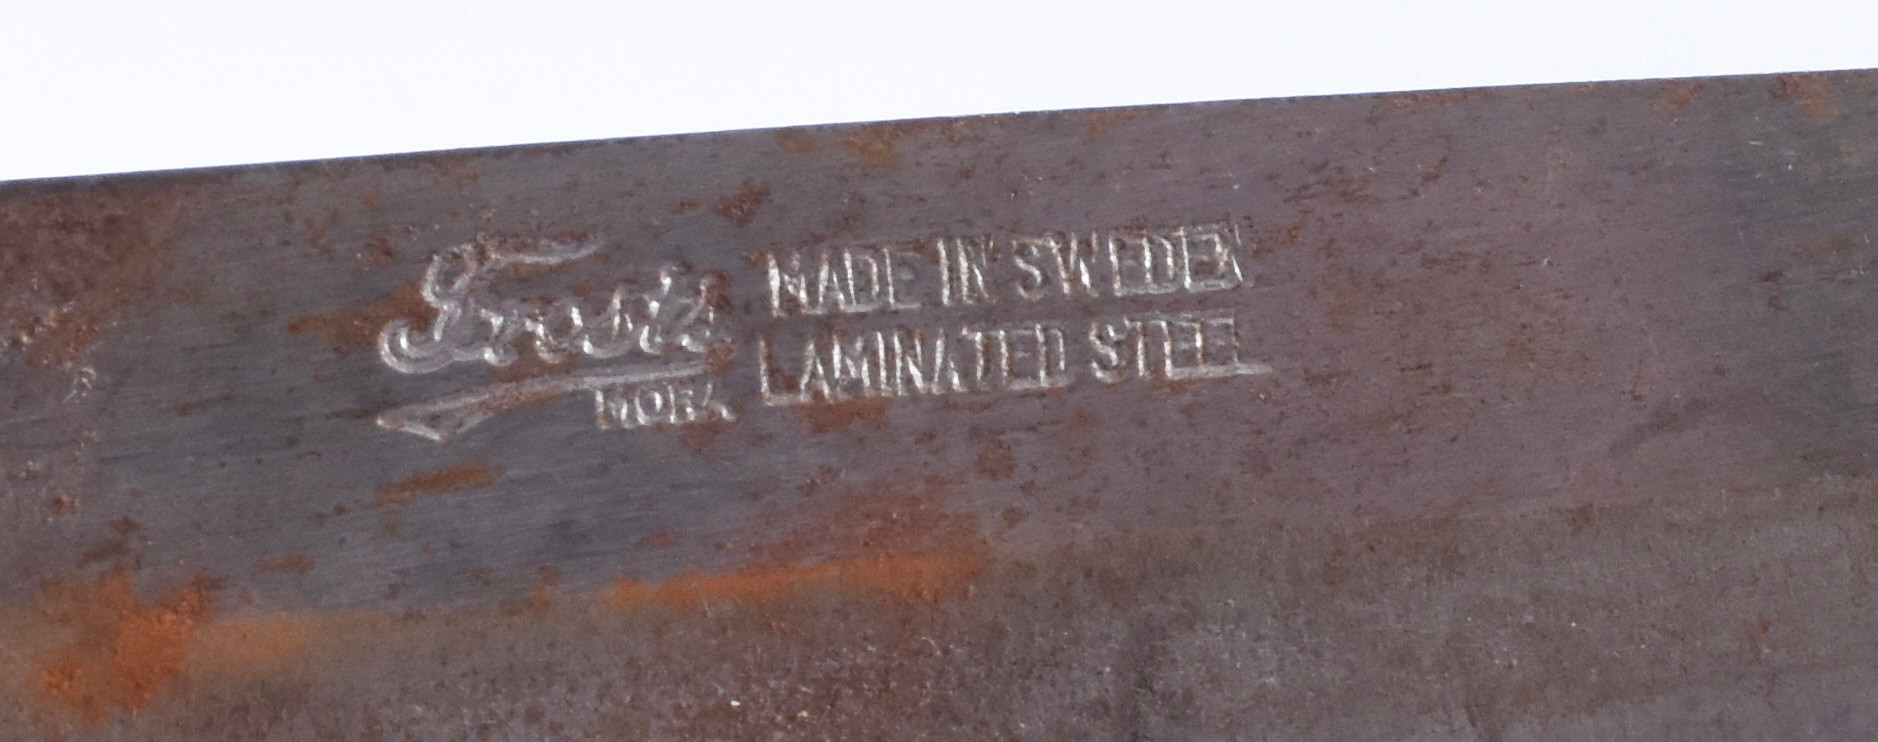 Frosts
MORA
MADE IN SWEDEN
LAMINATED STEEL